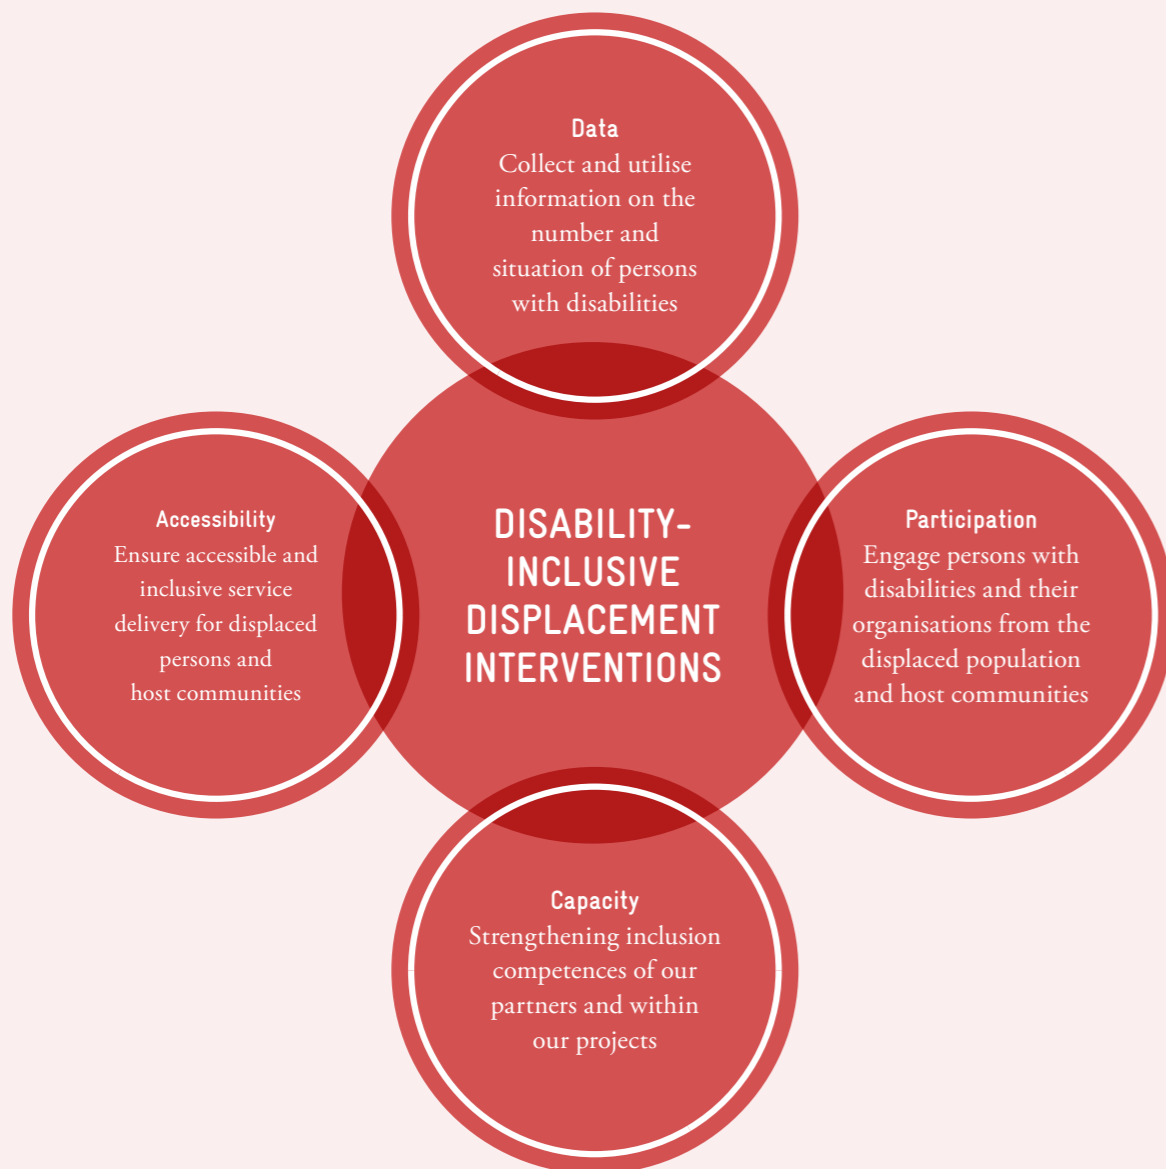 Data
Collect and utilise
information on the
number and
situation of persons
with disabilities
Accessibility
Ensure accessible and
inclusive service
delivery for displaced
persons and
host communities
DISABILITY-
INCLUSIVE
DISPLACEMENT
INTERVENTIONS
Participation
Engage persons with
disabilities and their
organisations from the
displaced population
and host communities
Capacity
Strengthening inclusion
competences of our
partners and within
our projects